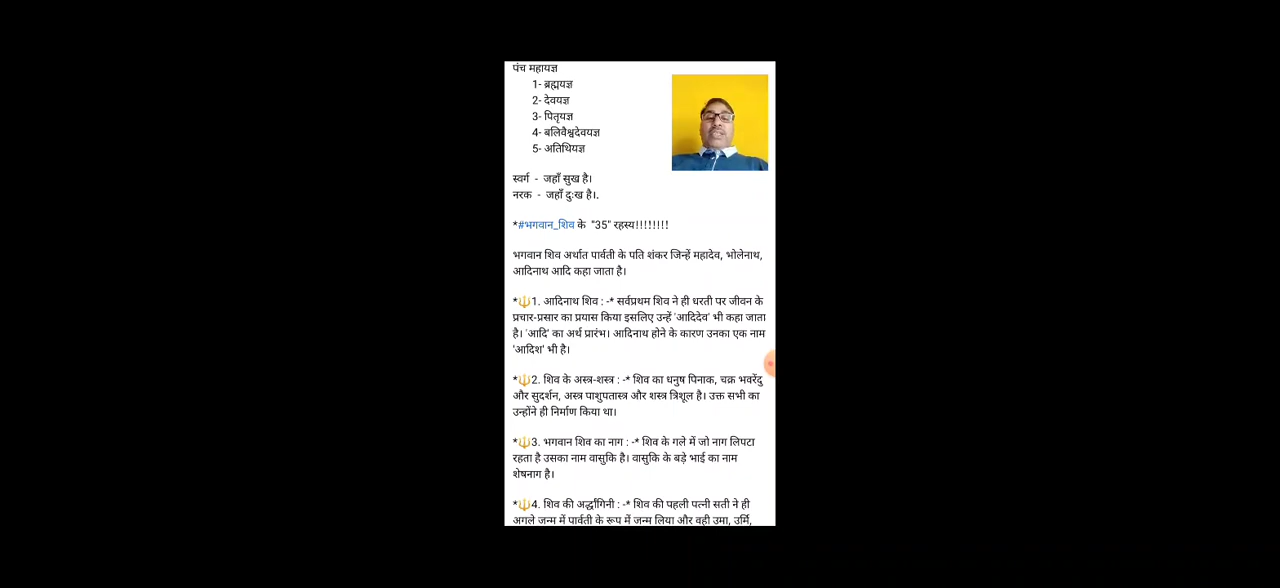 पंच महायज्ञ
1- ब्रह्मयज्ञ
2- देवयज्ञ
3- पितृयज्ञ
4- बलिवैश्वदेवयज्ञ
5- अतिथियज्ञ
स्वर्ग - जहाँ सुख है।
नरक - जहाँ दुःख है।.
*#भगवान_शिव के "35" रहस्य!!!!!!!!
भगवान शिव अर्थात पार्वती के पति शंकर जिन्हें महादेव, भोलेनाथ,
आदिनाथ आदि कहा जाता है।
*🔱1. आदिनाथ शिव : -* सर्वप्रथम शिव ने ही धरती पर जीवन के
प्रचार-प्रसार का प्रयास किया इसलिए उन्हें 'आदिदेव' भी कहा जाता
है। 'आदि' का अर्थ प्रारंभ। आदिनाथ होने के कारण उनका एक नाम
'आदिश' भी है।
*🔱2. शिव के अस्त्र-शस्त्र : -* शिव का धनुष पिनाक, चक्र भवरेंदु
और सुदर्शन, अस्त्र पाशुपतास्त्र और शस्त्र त्रिशूल है। उक्त सभी का
उन्होंने ही निर्माण किया था।
*🔱3. भगवान शिव का नाग : -* शिव के गले में जो नाग लिपटा
रहता है उसका नाम वासुकि है। वासुकि के बड़े भाई का नाम
शेषनाग है।
*🔱4. शिव की अर्द्धांगिनी : -* शिव की पहली पत्नी सती ने ही
अगले जन्म में पार्वती के रूप में जन्म लिया और वही उमा, उर्मि,